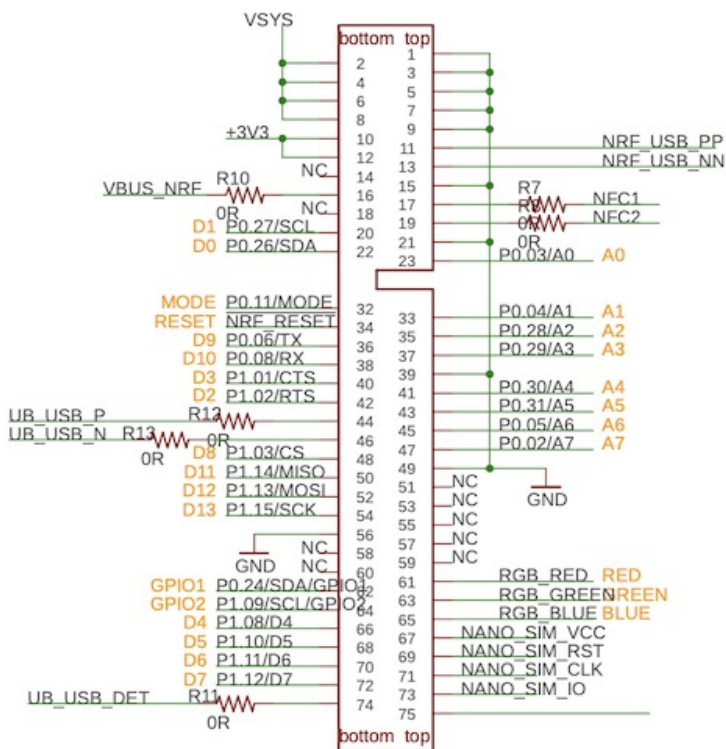 VSYS
bottom top
1
2
3
4
5
6
7
8
9
+3V3
10
11 NRF_USB_PP
12
13 NRF_USB_NN
NC
14
15
VBUS_NRF R10 0R 16
17 R7 NFC1
NC
18
19 0R NFC2
0R
D1 P0.27/SCL 20
21
D0 P0.26/SDA 22
23 P0.03/A0 A0
MODE P0.11/MODE 32
33 P0.04/A1 A1
RESET NRF_RESET 34
35 P0.28/A2 A2
D9 P0.06/TX 36
37 P0.29/A3 A3
D10 P0.08/RX 38
39
D3 P1.01/CTS 40
41 P0.30/A4 A4
D2 P1.02/RTS 42
43 P0.31/A5 A5
UB_USB_P R12 0R 44
45 P0.05/A6 A6
UB_USB_N R13 0R 46
47 P0.02/A7 A7
D8 P1.03/CS 48
49
GND
D11 P1.14/MISO 50
51 NC
D12 P1.13/MOSI 52
53 NC
D13 P1.15/SCK 54
55 NC
56
GND
57 NC
NC
58
59 NC
NC
60
61 RGB_RED RED
GPIO1 P0.24/SDA/GPIO1 62
63 RGB_GREEN GREEN
GPIO2 P1.09/SCL/GPIO2 64
65 RGB_BLUE BLUE
D4 P1.08/D4 66
67 NANO_SIM_VCC
D5 P1.10/D5 68
69 NANO_SIM_RST
D6 P1.11/D6 70
71 NANO_SIM_CLK
D7 P1.12/D7 72
73 NANO_SIM_IO
UB_USB_DET R11 0R 74
75
bottom top